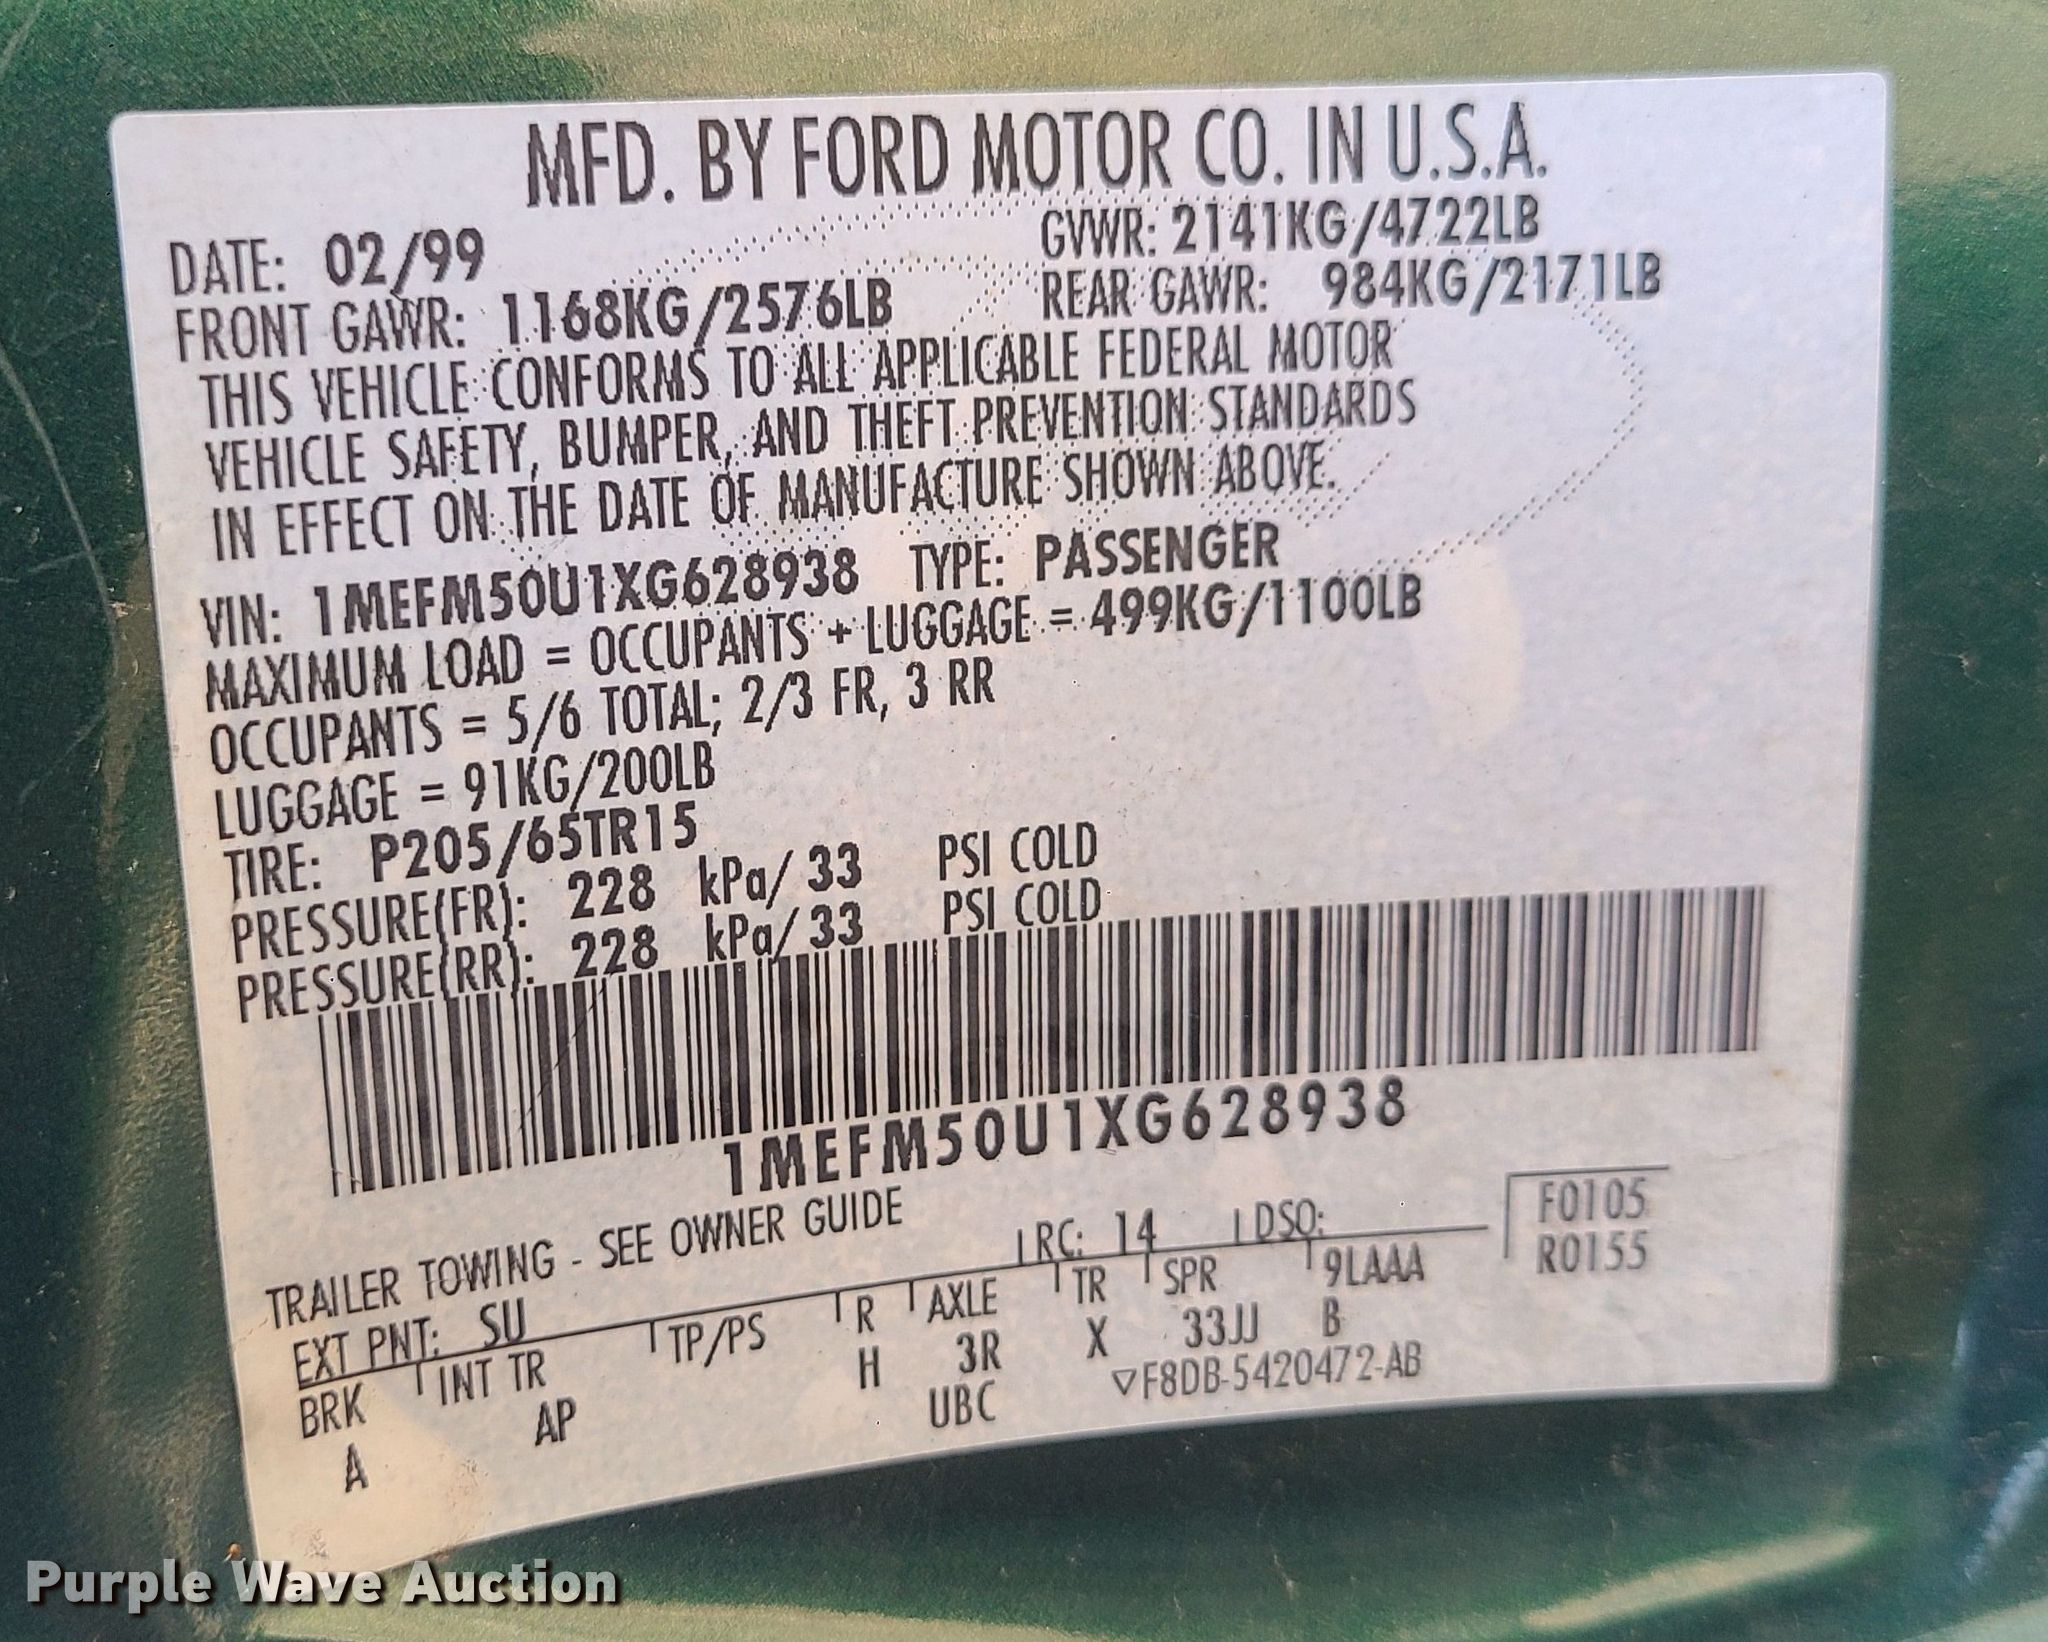 MFD. BY FORD MOTOR CO. IN U.S.A.
DATE: 02/99 GVWR: 2141KG/4722LB
FRONT GAWR: 1168KG/2576LB REAR GAWR: 984KG/2171LB
THIS VEHICLE CONFORMS TO ALL APPLICABLE FEDERAL MOTOR
VEHICLE SAFETY, BUMPER, AND THEFT PREVENTION STANDARDS
IN EFFECT ON THE DATE OF MANUFACTURE SHOWN ABOVE.
VIN: 1MEFM50U1XG628938 TYPE: PASSENGER
MAXIMUM LOAD = OCCUPANTS + LUGGAGE = 499KG/1100LB
OCCUPANTS = 5/6 TOTAL; 2/3 FR, 3 RR
LUGGAGE = 91KG/200LB
TIRE: P205/65TR15
PRESSURE(FR): 228 kPa/ 33 PSI COLD
PRESSURE(RR): 228 kPa/ 33 PSI COLD
1MEFM50U1XG628938
TRAILER TOWING - SEE OWNER GUIDE
EXT PNT: SU RC: 14 DSO: F0105
BRK INT TR TP/PS R AXLE TR SPR 9LAAA R0155
A AP H 3R X 33JJ B
UBC ▽F8DB-5420472-AB
Purple Wave Auction